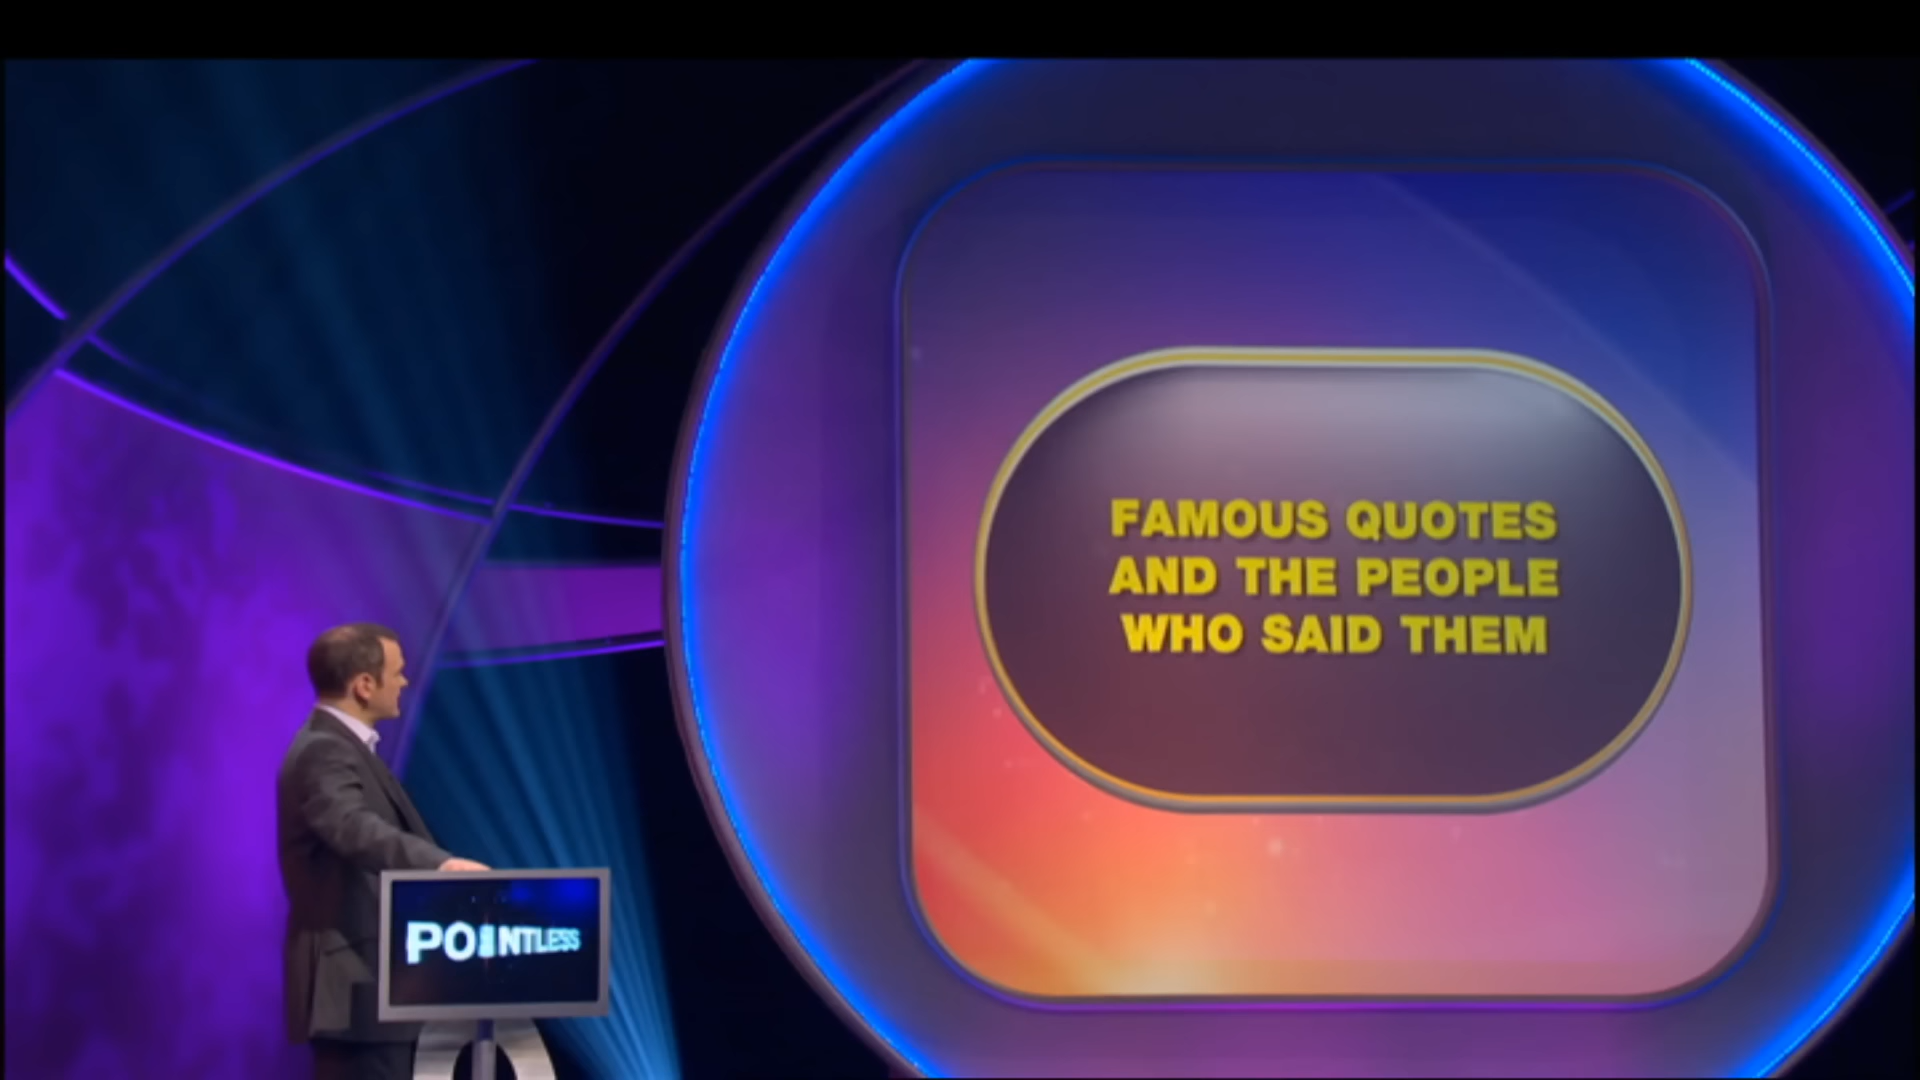 FAMOUS QUOTES
AND THE PEOPLE
WHO SAID THEM
POINTLESS